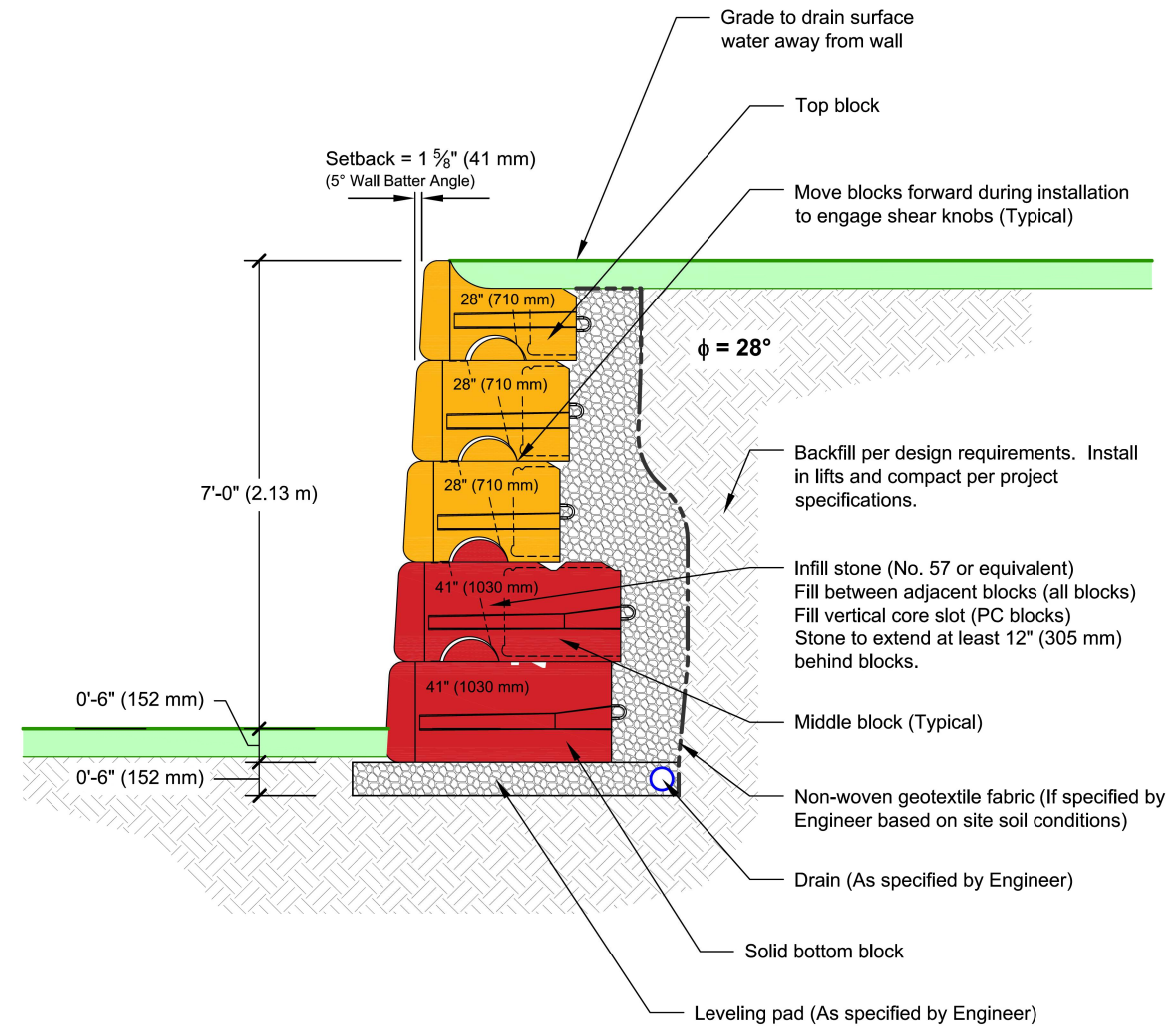 Grade to drain surface
water away from wall
Top block
Setback = 1 ⅝" (41 mm)
(5° Wall Batter Angle)
Move blocks forward during installation
to engage shear knobs (Typical)
28" (710 mm)
ϕ = 28°
28" (710 mm)
Backfill per design requirements.  Install
in lifts and compact per project
specifications.
28" (710 mm)
7'-0" (2.13 m)
Infill stone (No. 57 or equivalent)
Fill between adjacent blocks (all blocks)
Fill vertical core slot (PC blocks)
Stone to extend at least 12" (305 mm)
behind blocks.
41" (1030 mm)
41" (1030 mm)
0'-6" (152 mm)
Middle block (Typical)
0'-6" (152 mm)
Non-woven geotextile fabric (If specified by
Engineer based on site soil conditions)
Drain (As specified by Engineer)
Solid bottom block
Leveling pad (As specified by Engineer)